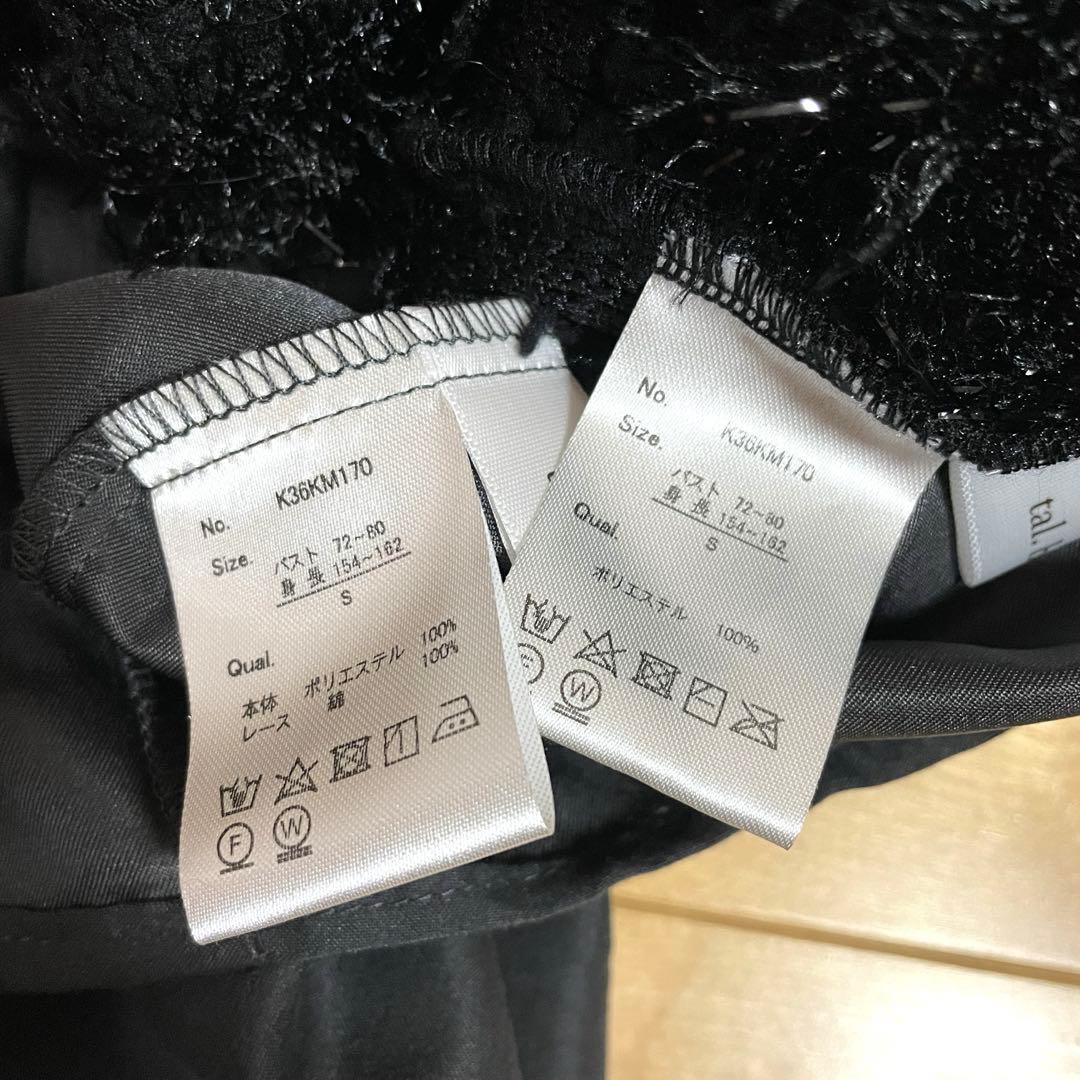 No. K36KM170
Size. バスト 72~80
身 長 154~162
S
Qual.
本体 ポリエステル 100%
レース 綿 100%
F W
No. K36KM170
Size. バスト 72~80
身 長 154~162
S
Qual.
ポリエステル 100%
W
tal.